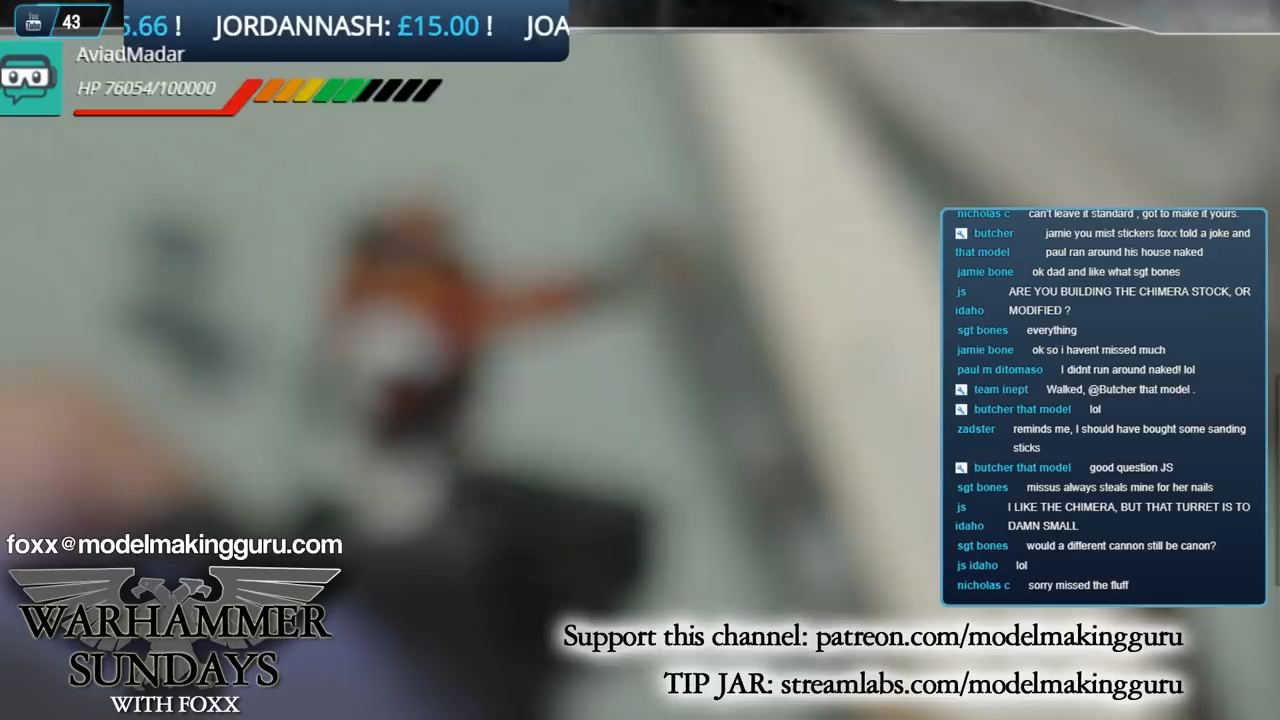 You Tube 43
5.66 ! JORDANNASH: £15.00 ! JOA
AviadMadar
HP 76054/100000
nicholas c can't leave it standard , got to make it yours.
butcher jamie you mist stickers foxx told a joke and
that model paul ran around his house naked
jamie bone ok dad and like what sgt bones
js ARE YOU BUILDING THE CHIMERA STOCK, OR
idaho MODIFIED ?
sgt bones everything
jamie bone ok so i havent missed much
paul m ditomaso I didnt run around naked! lol
team inept Walked, @Butcher that model .
butcher that model lol
zadster reminds me, I should have bought some sanding
sticks
butcher that model good question JS
sgt bones missus always steals mine for her nails
js I LIKE THE CHIMERA, BUT THAT TURRET IS TO
idaho DAMN SMALL
sgt bones would a different cannon still be canon?
js idaho lol
nicholas c sorry missed the fluff
foxx@modelmakingguru.com
WARHAMMER
SUNDAYS
WITH FOXX
Support this channel: patreon.com/modelmakingguru
TIP JAR: streamlabs.com/modelmakingguru